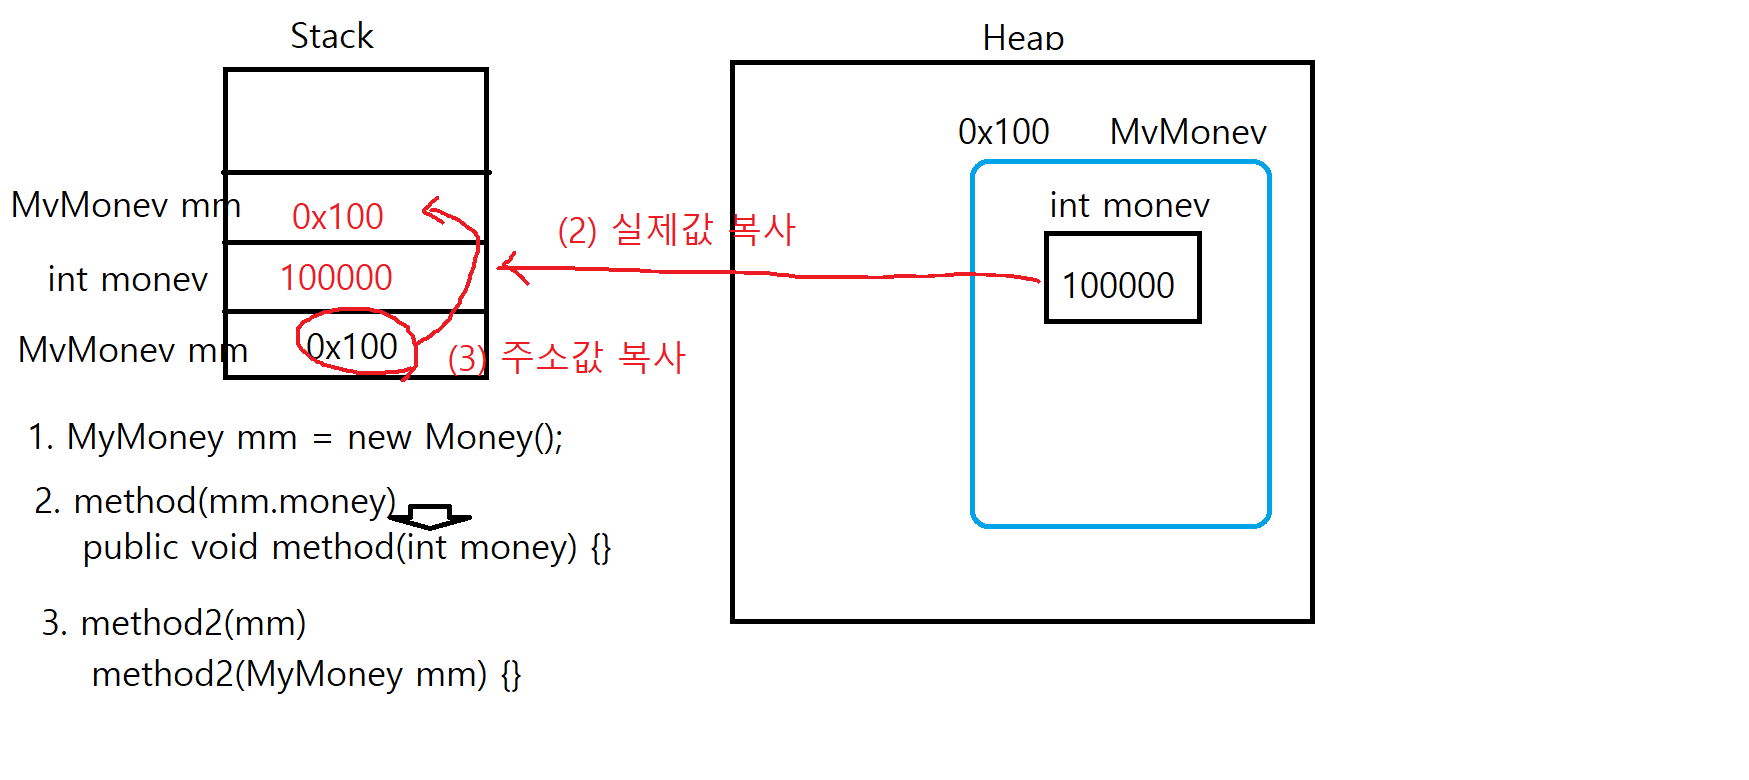 Stack
Heap
0x100 MyMoney
MyMoney mm 0x100
int money
(2) 실제값 복사
int money 100000
100000
MyMoney mm 0x100
(3) 주소값 복사
1. MyMoney mm = new Money();
2. method(mm.money)
public void method(int money) {}
3. method2(mm)
method2(MyMoney mm) {}